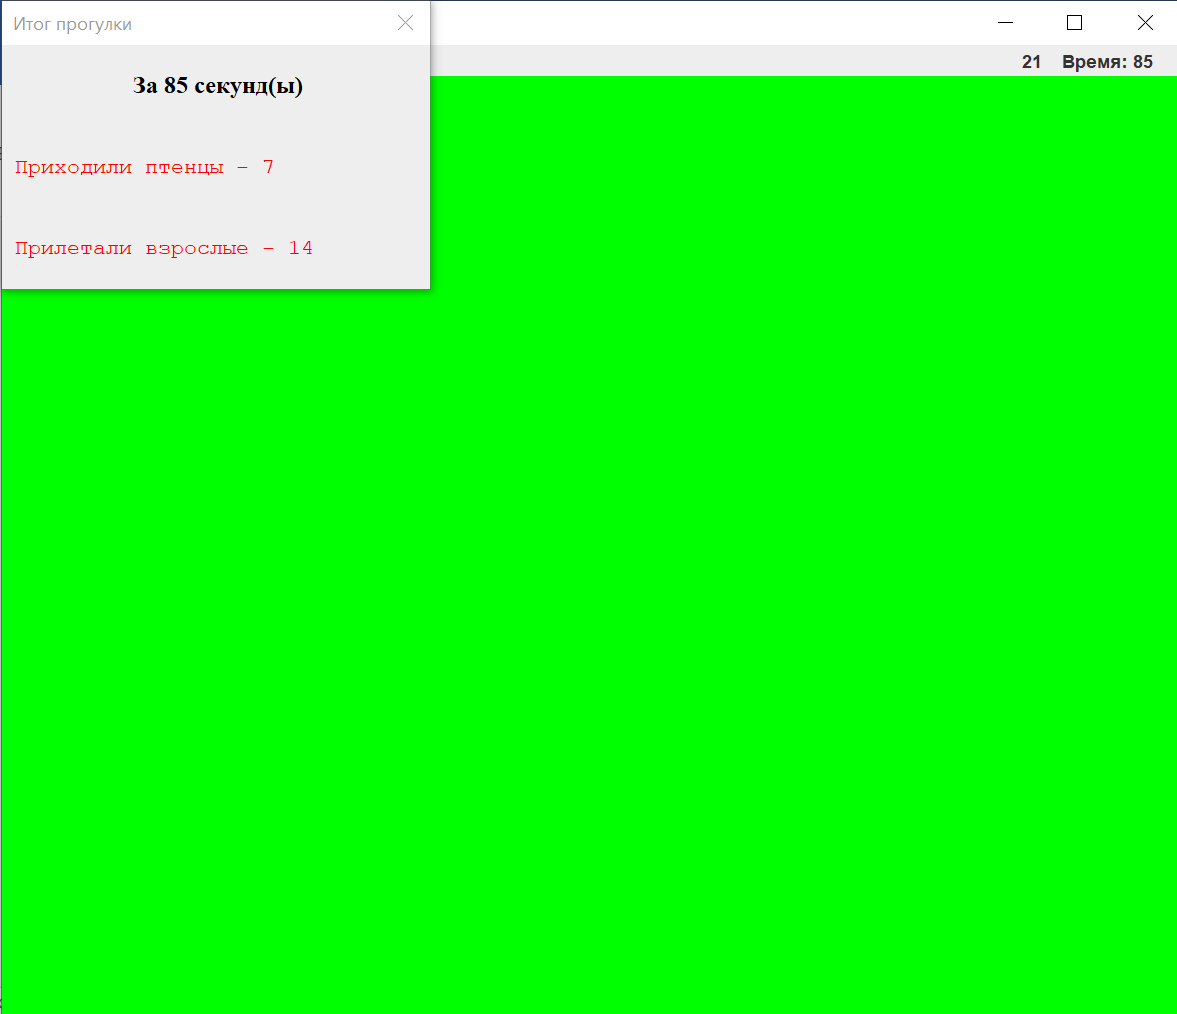 Итог прогулки
21 Время: 85
За 85 секунд(ы)
Приходили птенцы - 7
Прилетали взрослые - 14